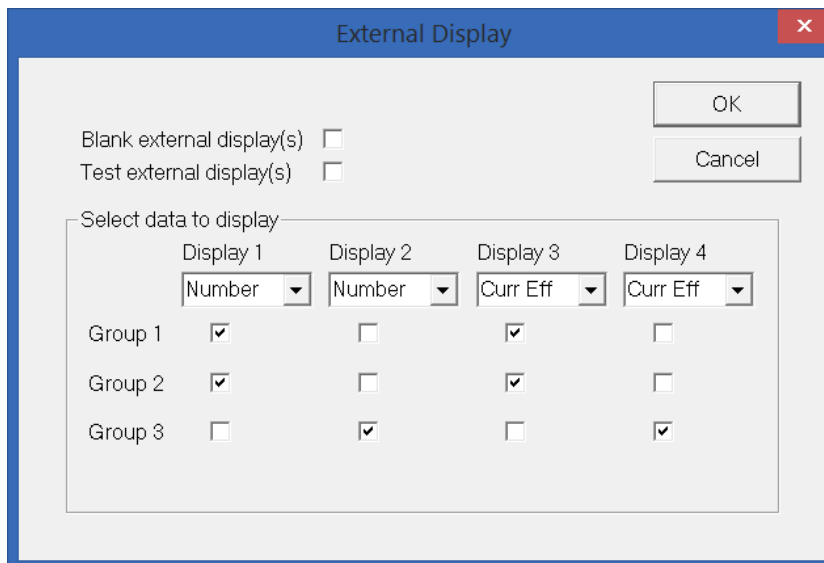 External Display
OK
Blank external display(s)
Test external display(s)
Cancel
Select data to display
Display 1 Display 2 Display 3 Display 4
Number Number Curr Eff Curr Eff
Group 1
Group 2
Group 3